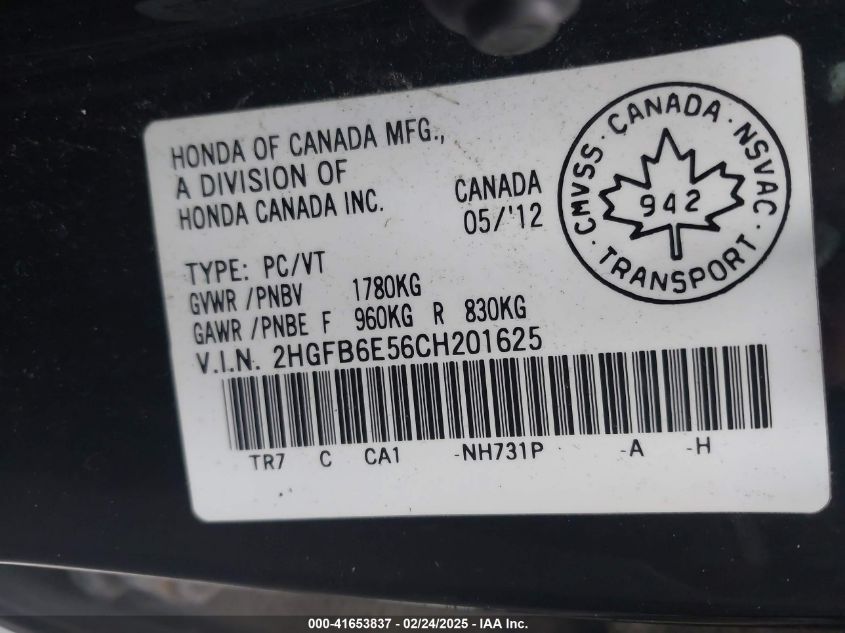 HONDA OF CANADA MFG.,
A DIVISION OF
HONDA CANADA INC.
CANADA
05/'12
TYPE: PC/VT
GVWR /PNBV 1780KG
GAWR /PNBE F 960KG R 830KG
V.I.N. 2HGFB6E56CH201625
TR7 C CA1 -NH731P -A -H
CMVSS · CANADA · NSVAC · TRANSPORT ·
942
000-41653837 - 02/24/2025 - IAA Inc.